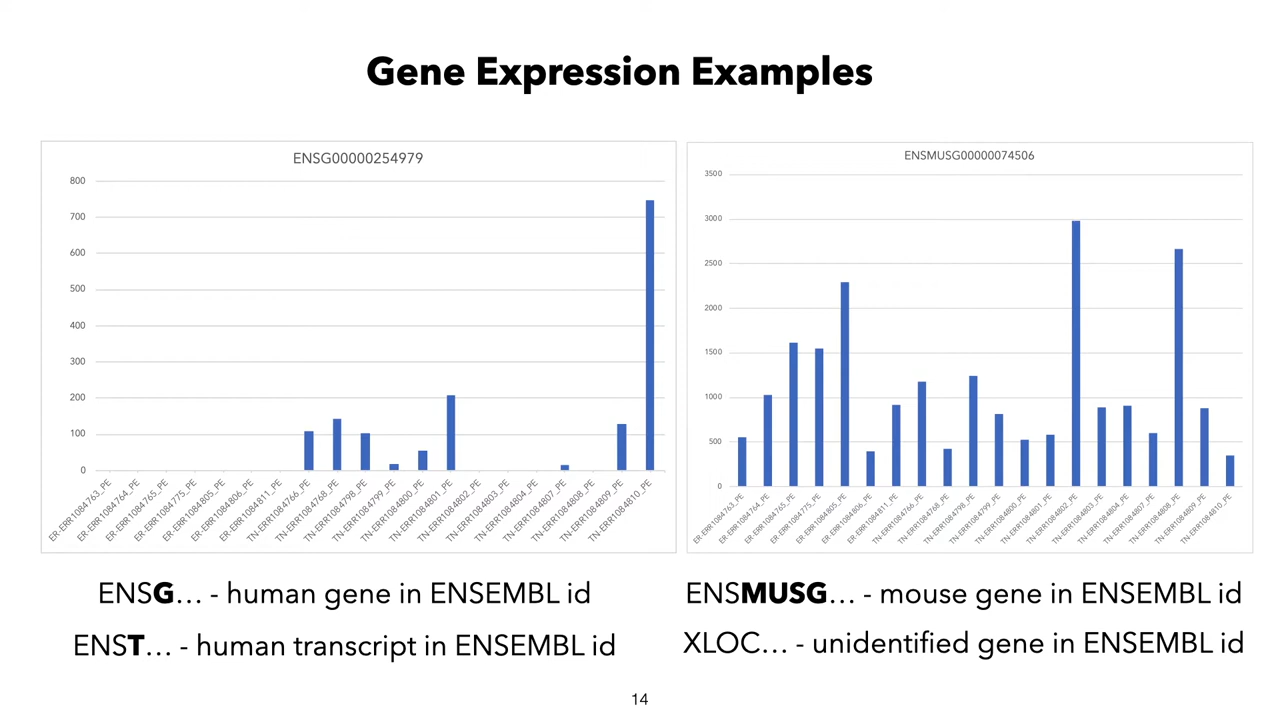 Gene Expression Examples
ENSG00000254979
800
700
600
500
400
300
200
100
0
ER-ERR1084763_PE
ER-ERR1084764_PE
ER-ERR1084765_PE
ER-ERR1084775_PE
ER-ERR1084805_PE
ER-ERR1084806_PE
ER-ERR1084811_PE
TN-ERR1084766_PE
TN-ERR1084768_PE
TN-ERR1084798_PE
TN-ERR1084799_PE
TN-ERR1084800_PE
TN-ERR1084801_PE
TN-ERR1084802_PE
TN-ERR1084803_PE
TN-ERR1084804_PE
TN-ERR1084807_PE
TN-ERR1084808_PE
TN-ERR1084809_PE
TN-ERR1084810_PE
ENSMUSG00000074506
3500
3000
2500
2000
1500
1000
500
0
ER-ERR1084763_PE
ER-ERR1084764_PE
ER-ERR1084765_PE
ER-ERR1084775_PE
ER-ERR1084805_PE
ER-ERR1084806_PE
ER-ERR1084811_PE
TN-ERR1084766_PE
TN-ERR1084768_PE
TN-ERR1084798_PE
TN-ERR1084799_PE
TN-ERR1084800_PE
TN-ERR1084801_PE
TN-ERR1084802_PE
TN-ERR1084803_PE
TN-ERR1084804_PE
TN-ERR1084807_PE
TN-ERR1084808_PE
TN-ERR1084809_PE
TN-ERR1084810_PE
ENSG… - human gene in ENSEMBL id
ENST… - human transcript in ENSEMBL id
ENSMUSG… - mouse gene in ENSEMBL id
XLOC… - unidentified gene in ENSEMBL id
14